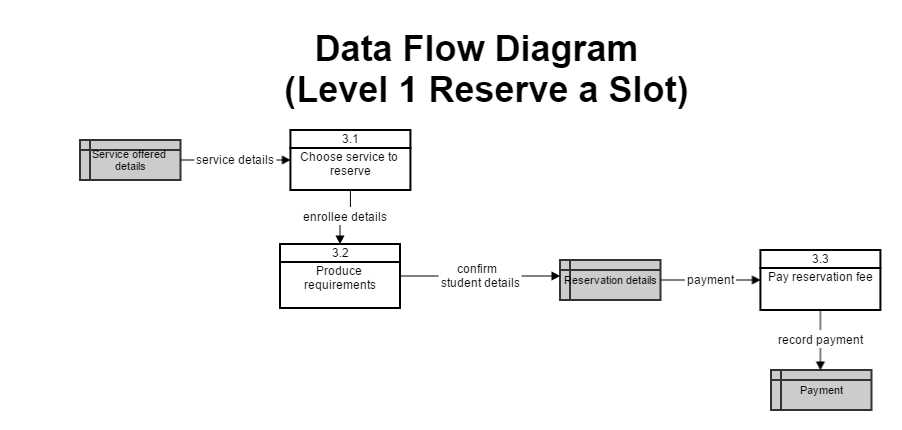 Data Flow Diagram
(Level 1 Reserve a Slot)
Service offered
details
service details
3.1
Choose service to
reserve
enrollee details
3.2
Produce
requirements
confirm
student details
Reservation details
payment
3.3
Pay reservation fee
record payment
Payment